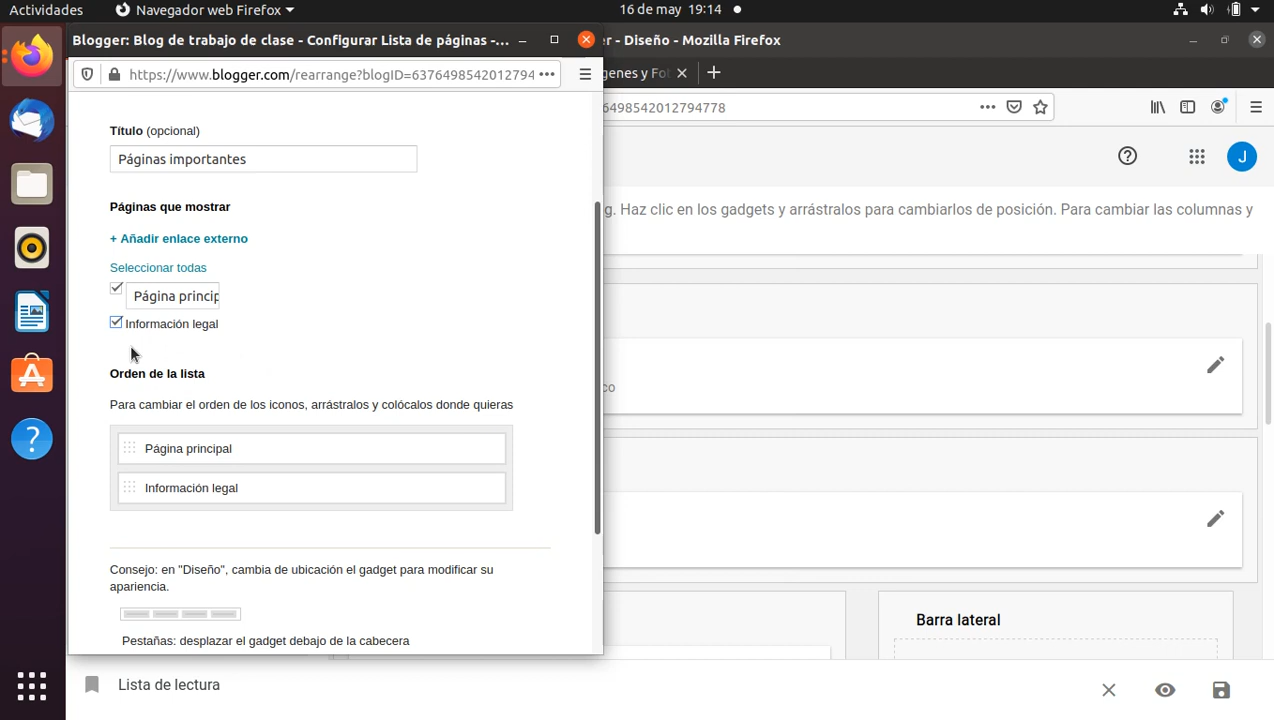 Actividades
Navegador web Firefox
16 de may 19:14
Blogger: Blog de trabajo de clase - Configurar Lista de páginas -...
r - Diseño - Mozilla Firefox
https://www.blogger.com/rearrange?blogID=6376498542012794
genes y Fo
6498542012794778
Título (opcional)
Páginas importantes
g. Haz clic en los gadgets y arrástralos para cambiarlos de posición. Para cambiar las columnas y
Páginas que mostrar
+ Añadir enlace externo
Seleccionar todas
Página princip
Información legal
co
Orden de la lista
Para cambiar el orden de los iconos, arrástralos y colócalos donde quieras
Página principal
Información legal
Consejo: en "Diseño", cambia de ubicación el gadget para modificar su
apariencia.
Pestañas: desplazar el gadget debajo de la cabecera
Barra lateral
Lista de lectura
J